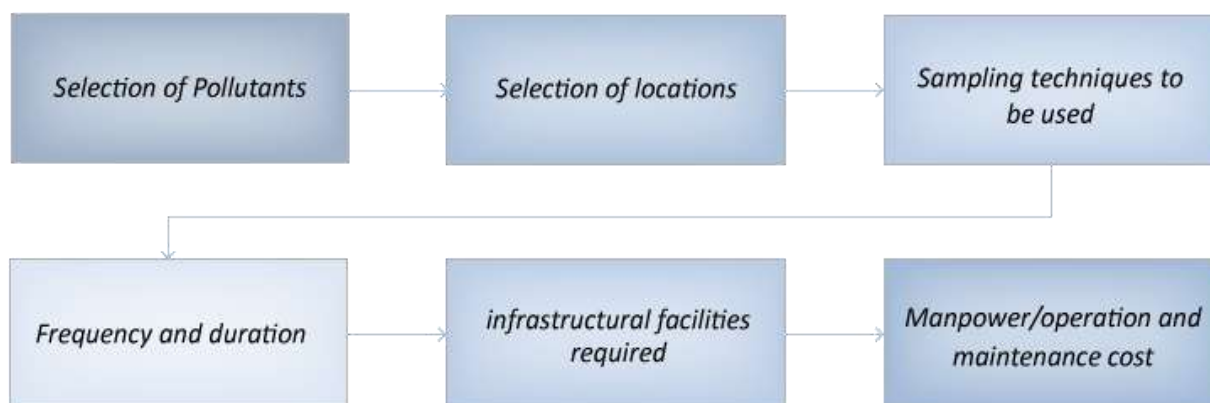 Selection of Pollutants
Selection of locations
Sampling techniques to
be used
Frequency and duration
infrastructural facilities
required
Manpower/operation and
maintenance cost